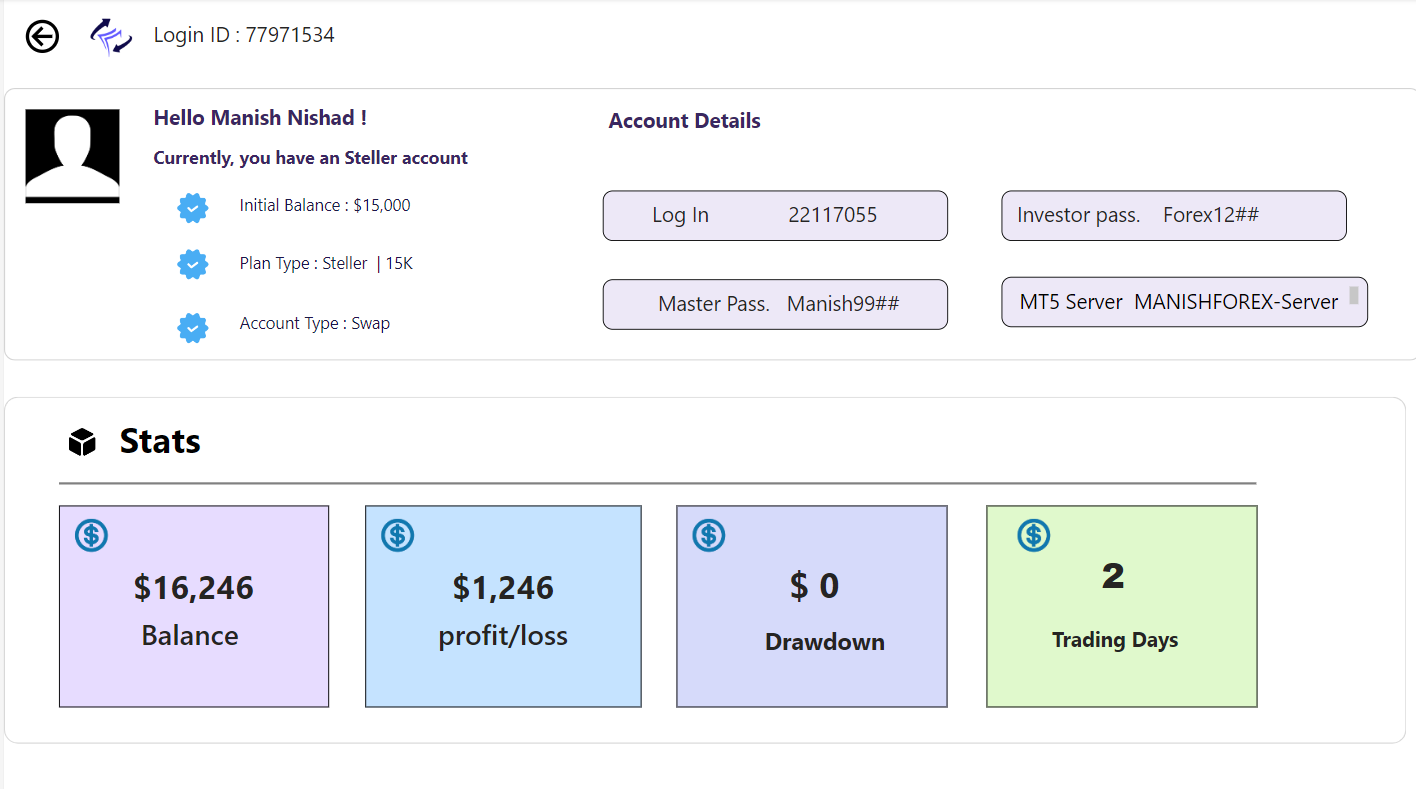 Login ID : 77971534
Hello Manish Nishad !
Currently, you have an Steller account
Initial Balance : $15,000
Plan Type : Steller | 15K
Account Type : Swap
Account Details
Log In 22117055
Investor pass. Forex12##
Master Pass. Manish99##
MT5 Server MANISHFOREX-Server
Stats
$16,246
Balance
$1,246
profit/loss
$ 0
Drawdown
2
Trading Days